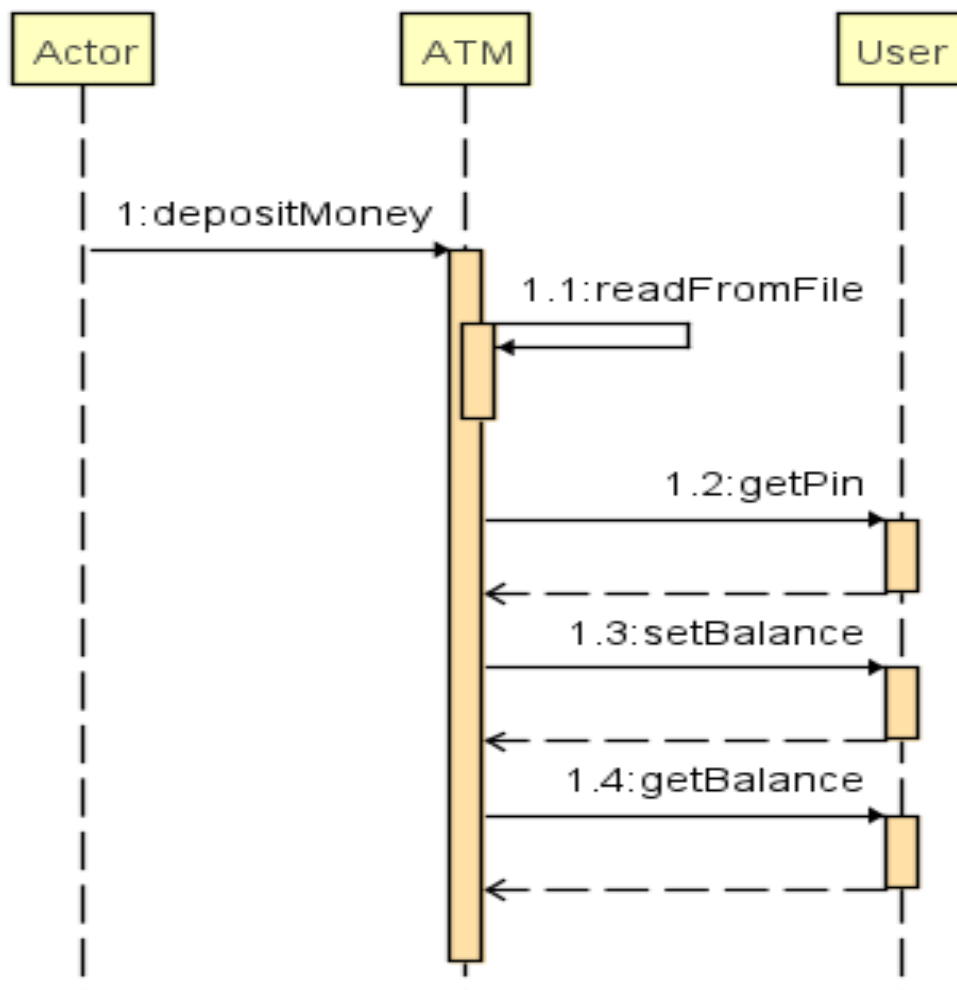 Actor
ATM
User
1:depositMoney
1.1:readFromFile
1.2:getPin
1.3:setBalance
1.4:getBalance